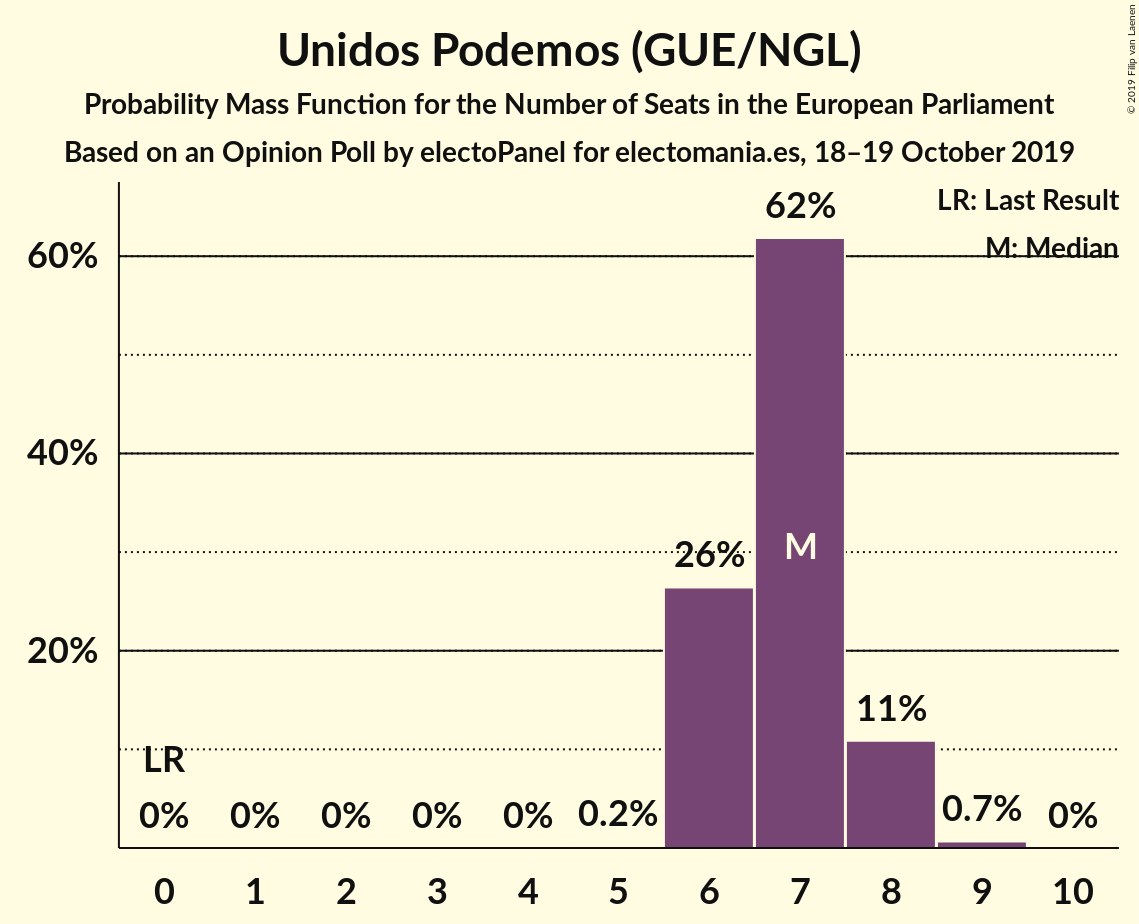 Unidos Podemos (GUE/NGL)
Probability Mass Function for the Number of Seats in the European Parliament
Based on an Opinion Poll by electoPanel for electomania.es, 18–19 October 2019
© 2019 Filip van Laenen
LR: Last Result
M: Median
62%
60%
40%
26%
M
20%
11%
LR
0%
0%
0%
0%
0%
0.2%
0.7%
0%
0 1 2 3 4 5 6 7 8 9 10